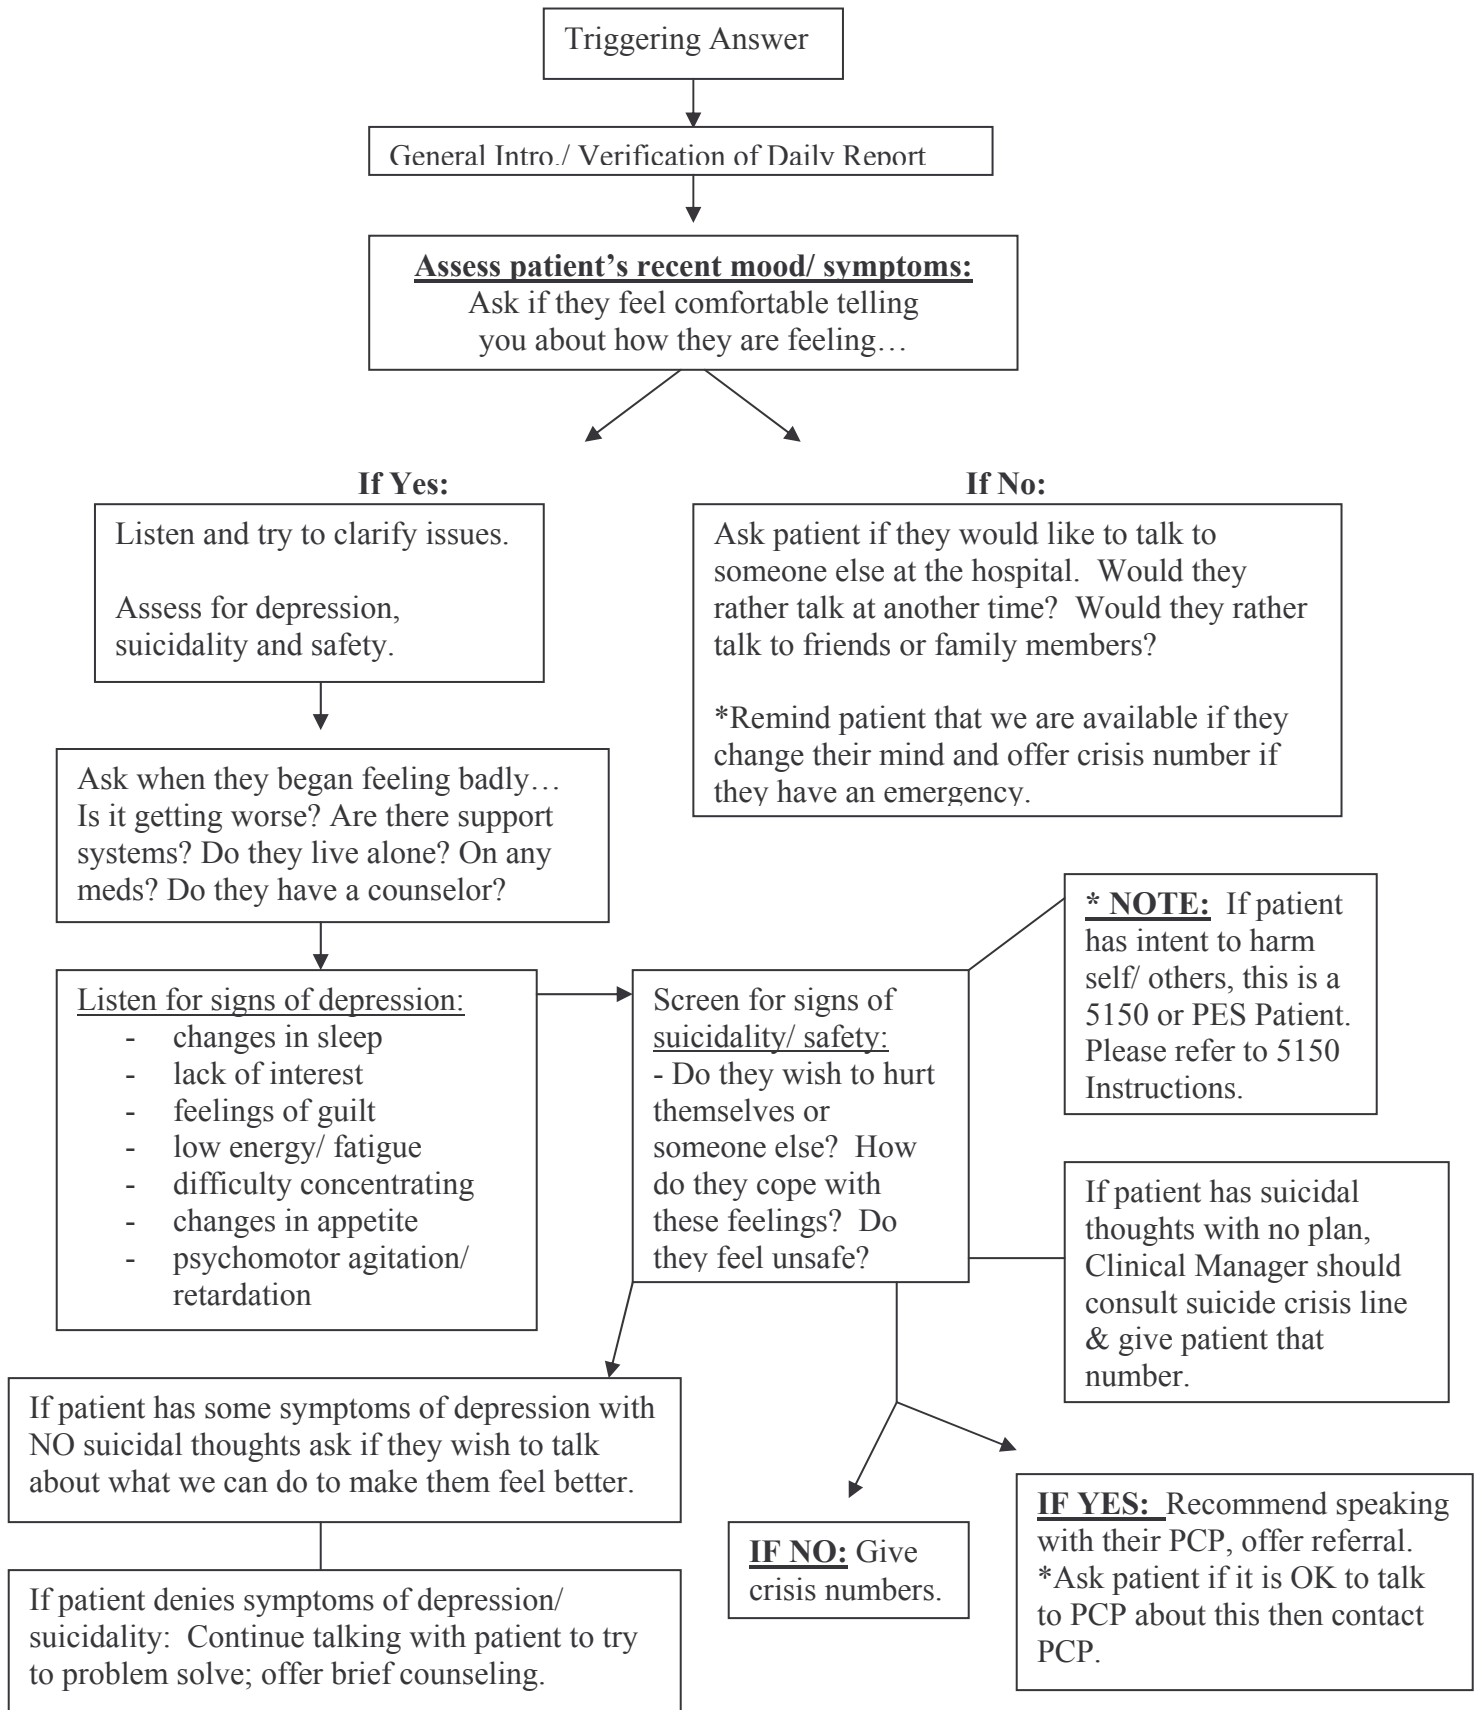 Triggering Answer
General Intro./ Verification of Daily Report
Assess patient's recent mood/ symptoms:
Ask if they feel comfortable telling
you about how they are feeling…
If Yes:
Listen and try to clarify issues.
Assess for depression,
suicidality and safety.
If No:
Ask patient if they would like to talk to
someone else at the hospital.  Would they
rather talk at another time?  Would they rather
talk to friends or family members?
*Remind patient that we are available if they
change their mind and offer crisis number if
they have an emergency.
Ask when they began feeling badly…
Is it getting worse? Are there support
systems? Do they live alone? On any
meds? Do they have a counselor?
Listen for signs of depression:
- changes in sleep
- lack of interest
- feelings of guilt
- low energy/ fatigue
- difficulty concentrating
- changes in appetite
- psychomotor agitation/
retardation
Screen for signs of
suicidality/ safety:
- Do they wish to hurt
themselves or
someone else?  How
do they cope with
these feelings?  Do
they feel unsafe?
* NOTE:  If patient
has intent to harm
self/ others, this is a
5150 or PES Patient.
Please refer to 5150
Instructions.
If patient has suicidal
thoughts with no plan,
Clinical Manager should
consult suicide crisis line
& give patient that
number.
If patient has some symptoms of depression with
NO suicidal thoughts ask if they wish to talk
about what we can do to make them feel better.
If patient denies symptoms of depression/
suicidality:  Continue talking with patient to try
to problem solve; offer brief counseling.
IF NO: Give
crisis numbers.
IF YES: Recommend speaking
with their PCP, offer referral.
*Ask patient if it is OK to talk
to PCP about this then contact
PCP.